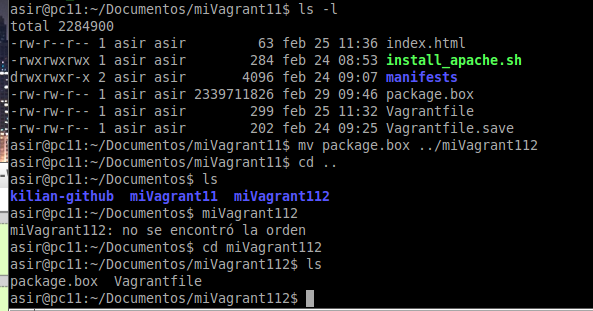 asir@pc11:~/Documentos/miVagrant11$ ls -l
total 2284900
-rw-r--r-- 1 asir asir         63 feb 25 11:36 index.html
-rwxrwxrwx 1 asir asir        284 feb 24 08:53 install_apache.sh
drwxrwxr-x 2 asir asir       4096 feb 24 09:07 manifests
-rw-rw-r-- 1 asir asir 2339711826 feb 29 09:46 package.box
-rw-rw-r-- 1 asir asir        299 feb 25 11:32 Vagrantfile
-rw-rw-r-- 1 asir asir        202 feb 24 09:25 Vagrantfile.save
asir@pc11:~/Documentos/miVagrant11$ mv package.box ../miVagrant112
asir@pc11:~/Documentos/miVagrant11$ cd ..
asir@pc11:~/Documentos$ ls
kilian-github  miVagrant11  miVagrant112
asir@pc11:~/Documentos$ miVagrant112
miVagrant112: no se encontró la orden
asir@pc11:~/Documentos$ cd miVagrant112
asir@pc11:~/Documentos/miVagrant112$ ls
package.box  Vagrantfile
asir@pc11:~/Documentos/miVagrant112$